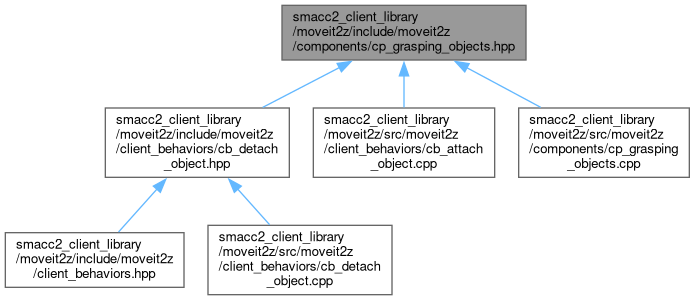 smacc2_client_library
/moveit2z/include/moveit2z
/components/cp_grasping_objects.hpp
smacc2_client_library
/moveit2z/include/moveit2z
/client_behaviors/cb_detach
_object.hpp
smacc2_client_library
/moveit2z/src/moveit2z
/client_behaviors/cb_attach
_object.cpp
smacc2_client_library
/moveit2z/src/moveit2z
/components/cp_grasping
_objects.cpp
smacc2_client_library
/moveit2z/include/moveit2z
/client_behaviors.hpp
smacc2_client_library
/moveit2z/src/moveit2z
/client_behaviors/cb_detach
_object.cpp